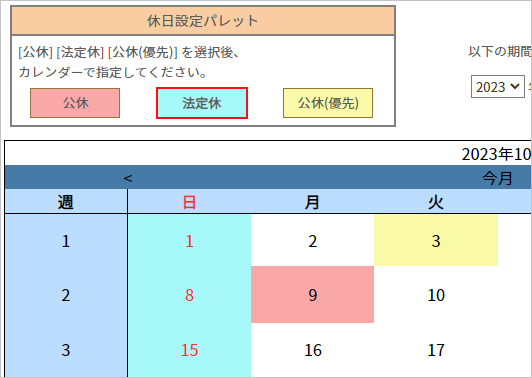 休日設定パレット
[公休] [法定休] [公休(優先)] を選択後、
カレンダーで指定してください。
公休 法定休 公休(優先)
以下の期間
2023
2023年10
< 今月
週 日 月 火
1 1 2 3
2 8 9 10
3 15 16 17